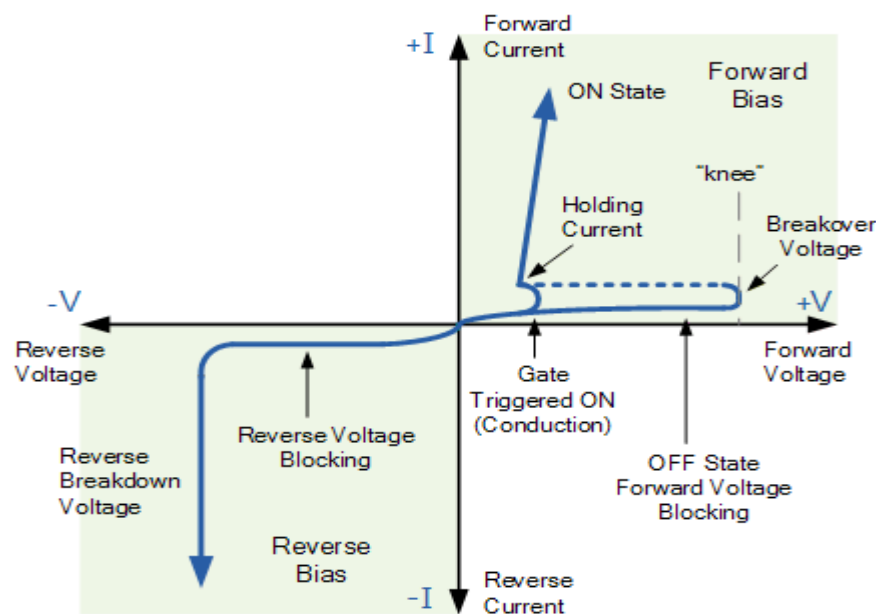 +I
Forward
Current
Forward
Bias
ON State
"knee"
Holding
Current
Breakover
Voltage
-V
+V
Reverse
Voltage
Forward
Voltage
Gate
Triggered ON
(Conduction)
Reverse Voltage
Blocking
OFF State
Forward Voltage
Blocking
Reverse
Breakdown
Voltage
Reverse
Bias
-I
Reverse
Current